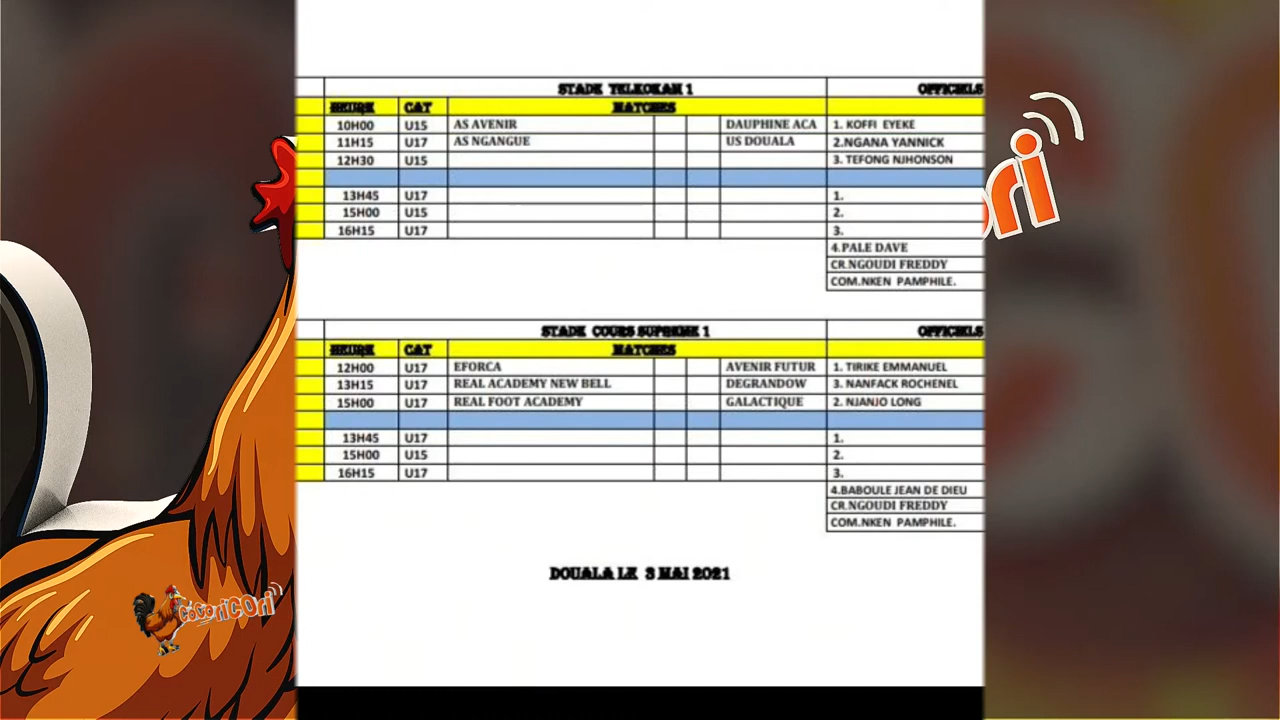 STADE TELKOKAN 1 OFFICIELS
HEURE CAT MATCHES
10H00 U15 AS AVENIR DAUPHINE ACA 1. KOFFI EYEKE
11H15 U17 AS NGANGUE US DOUALA 2.NGANA YANNICK
12H30 U15 3. TEFONG NJHONSON
13H45 U17 1.
15H00 U15 2.
16H15 U17 3.
4.PALE DAVE
CR.NGOUDI FREDDY
COM.NKEN PAMPHILE.
STADE COURS SUPREME 1 OFFICIELS
HEURE CAT MATCHES
12H00 U17 EFORCA AVENIR FUTUR 1. TIRIKE EMMANUEL
13H15 U17 REAL ACADEMY NEW BELL DEGRANDOW 3. NANFACK ROCHENEL
15H00 U17 REAL FOOT ACADEMY GALACTIQUE 2. NJANJO LONG
13H45 U17 1.
15H00 U15 2.
16H15 U17 3.
4.BABOULE JEAN DE DIEU
CR.NGOUDI FREDDY
COM.NKEN PAMPHILE.
DOUALA LE 3 MAI 2021
CoCoriCOri
ori